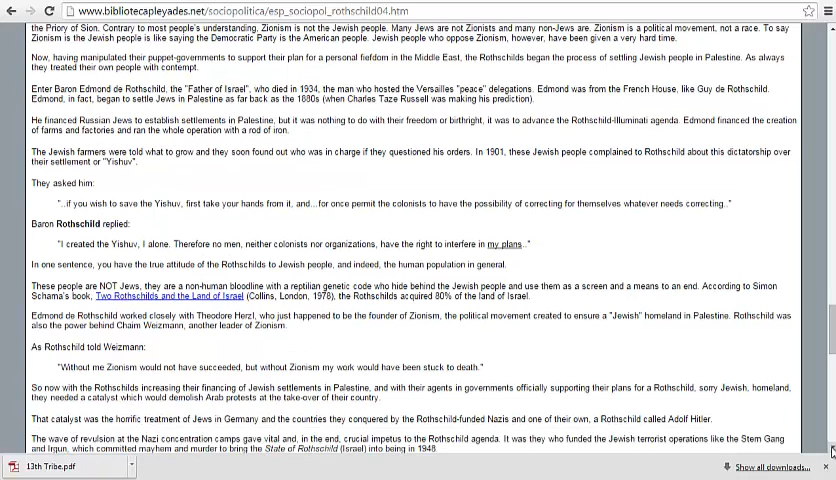 www.bibliotecapleyades.net/sociopolitica/esp_sociopol_rothschild04.htm
the Priory of Sion. Contrary to most people's understanding, Zionism is not the Jewish people. Many Jews are not Zionists and many non-Jews are. Zionism is a political movement, not a race. To say
Zionism is the Jewish people is like saying the Democratic Party is the American people. Jewish people who oppose Zionism, however, have been given a very hard time.
Now, having manipulated their puppet-governments to support their plan for a personal fiefdom in the Middle East, the Rothschilds began the process of settling Jewish people in Palestine. As always
they treated their own people with contempt.
Enter Baron Edmond de Rothschild, the "Father of Israel", who died in 1934, the man who hosted the Versailles "peace" delegations. Edmond was from the French House, like Guy de Rothschild.
Edmond, in fact, began to settle Jews in Palestine as far back as the 1880s (when Charles Taze Russell was making his prediction).
He financed Russian Jews to establish settlements in Palestine, but it was nothing to do with their freedom or birthright, it was to advance the Rothschild-Illuminati agenda. Edmond financed the creation
of farms and factories and ran the whole operation with a rod of iron.
The Jewish farmers were told what to grow and they soon found out who was in charge if they questioned his orders. In 1901, these Jewish people complained to Rothschild about this dictatorship over
their settlement or "Yishuv".
They asked him:
"..if you wish to save the Yishuv, first take your hands from it, and...for once permit the colonists to have the possibility of correcting for themselves whatever needs correcting.."
Baron Rothschild replied:
"I created the Yishuv, I alone. Therefore no men, neither colonists nor organizations, have the right to interfere in my plans.."
In one sentence, you have the true attitude of the Rothschilds to Jewish people, and indeed, the human population in general.
These people are NOT Jews, they are a non-human bloodline with a reptilian genetic code who hide behind the Jewish people and use them as a screen and a means to an end. According to Simon
Schama's book, Two Rothschilds and the Land of Israel (Collins, London, 1978), the Rothschilds acquired 80% of the land of Israel.
Edmond de Rothschild worked closely with Theodore Herzl, who just happened to be the founder of Zionism, the political movement created to ensure a "Jewish" homeland in Palestine. Rothschild was
also the power behind Chaim Weizmann, another leader of Zionism.
As Rothschild told Weizmann:
"Without me Zionism would not have succeeded, but without Zionism my work would have been stuck to death."
So now with the Rothschilds increasing their financing of Jewish settlements in Palestine, and with their agents in governments officially supporting their plans for a Rothschild, sorry Jewish, homeland,
they needed a catalyst which would demolish Arab protests at the take-over of their country.
That catalyst was the horrific treatment of Jews in Germany and the countries they conquered by the Rothschild-funded Nazis and one of their own, a Rothschild called Adolf Hitler.
The wave of revulsion at the Nazi concentration camps gave vital and, in the end, crucial impetus to the Rothschild agenda. It was they who funded the Jewish terrorist operations like the Stern Gang
and Irgun, which committed mayhem and murder to bring the State of Rothschild (Israel) into being in 1948
13th Tribe.pdf
Show all downloads...